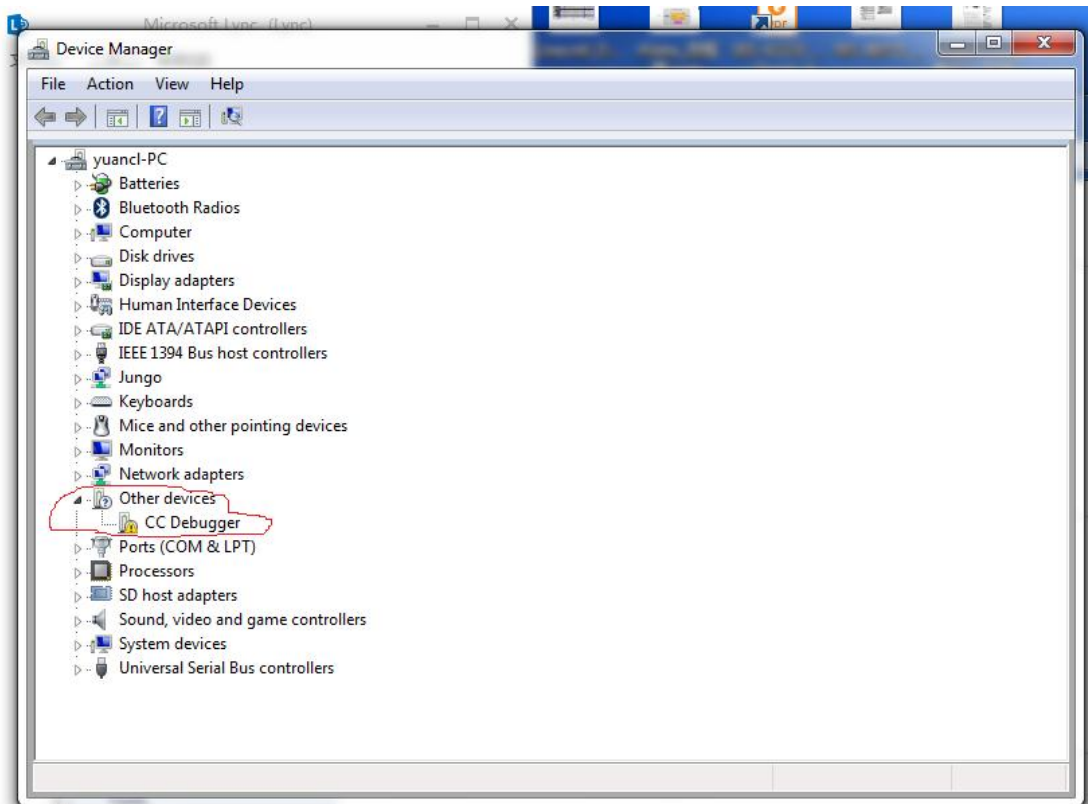 Microsoft Lync (Lync)
Device Manager
File Action View Help
yuancl-PC
Batteries
Bluetooth Radios
Computer
Disk drives
Display adapters
Human Interface Devices
IDE ATA/ATAPI controllers
IEEE 1394 Bus host controllers
Jungo
Keyboards
Mice and other pointing devices
Monitors
Network adapters
Other devices
CC Debugger
Ports (COM & LPT)
Processors
SD host adapters
Sound, video and game controllers
System devices
Universal Serial Bus controllers